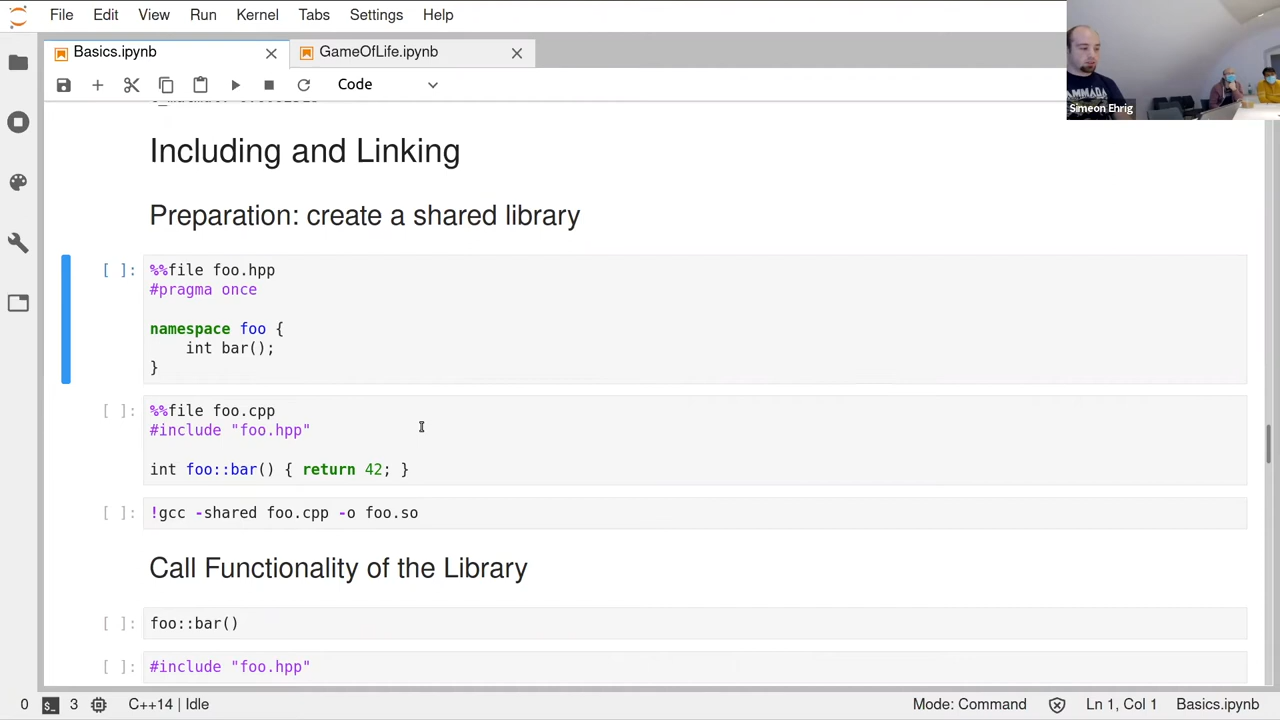 File Edit View Run Kernel Tabs Settings Help
Basics.ipynb GameOfLife.ipynb
Code
Simeon Ehrig
Including and Linking
Preparation: create a shared library
[ ]: %%file foo.hpp
#pragma once
namespace foo {
int bar();
}
[ ]: %%file foo.cpp
#include "foo.hpp"
int foo::bar() { return 42; }
[ ]: !gcc -shared foo.cpp -o foo.so
Call Functionality of the Library
[ ]: foo::bar()
[ ]: #include "foo.hpp"
0 $_ 3 C++14 | Idle Mode: Command Ln 1, Col 1 Basics.ipynb